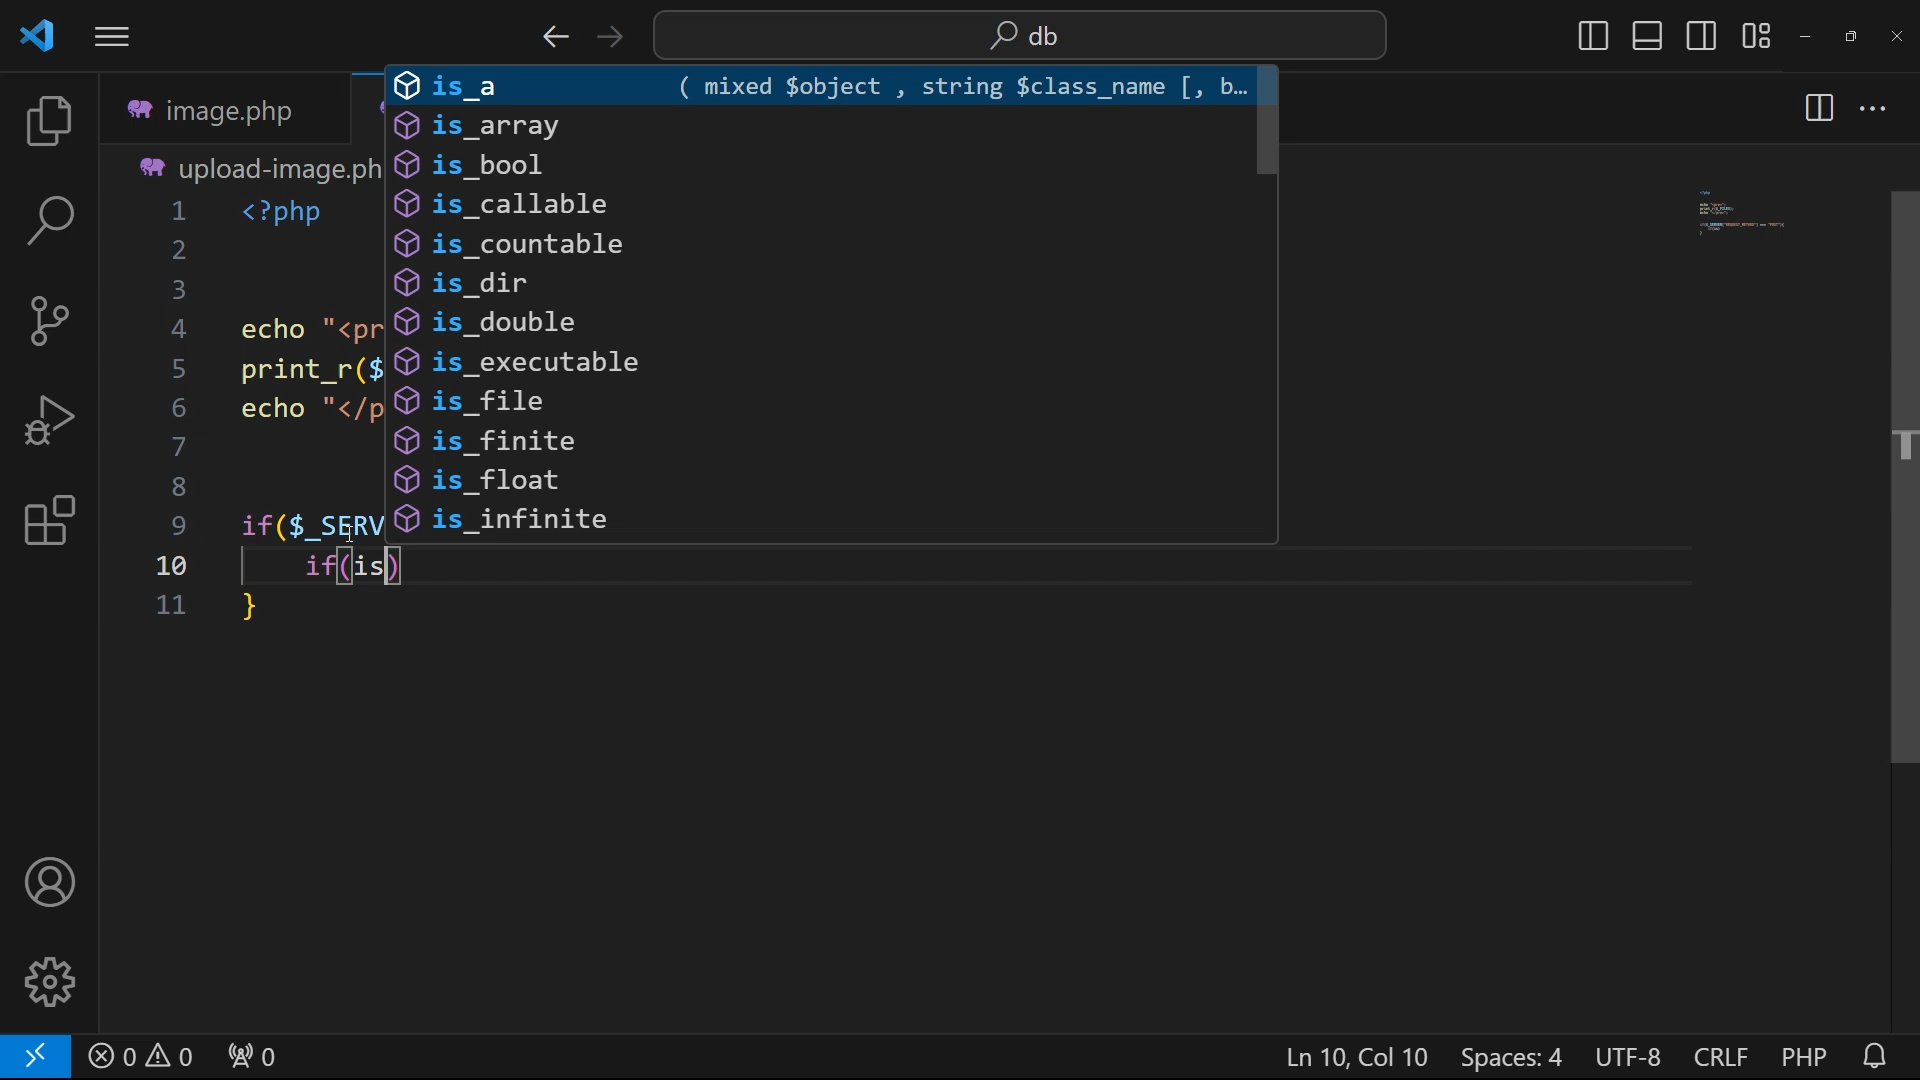 db
image.php
upload-image.ph
is_a ( mixed $object , string $class_name [, b...
is_array
is_bool
is_callable
is_countable
is_dir
is_double
is_executable
is_file
is_finite
is_float
is_infinite
1 <?php
2
3
4 echo "<pr
5 print_r($
6 echo "</p
7
8
9 if($_SERV
10 if(is)
11 }
0 0 0
Ln 10, Col 10 Spaces: 4 UTF-8 CRLF PHP